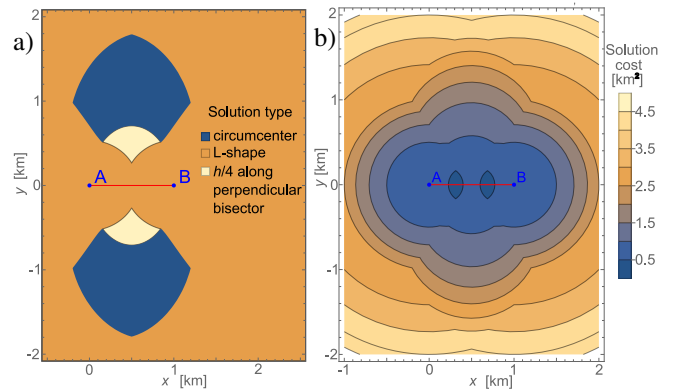 a)
2
1
0
-1
-2
y [km]
0
1
2
x [km]
A
B
Solution type
circumcenter
L-shape
h/4 along
perpendicular
bisector
b)
2
1
0
-1
-2
y [km]
-1
0
1
2
x [km]
A
B
Solution
cost
[km²]
4.5
3.5
2.5
1.5
0.5